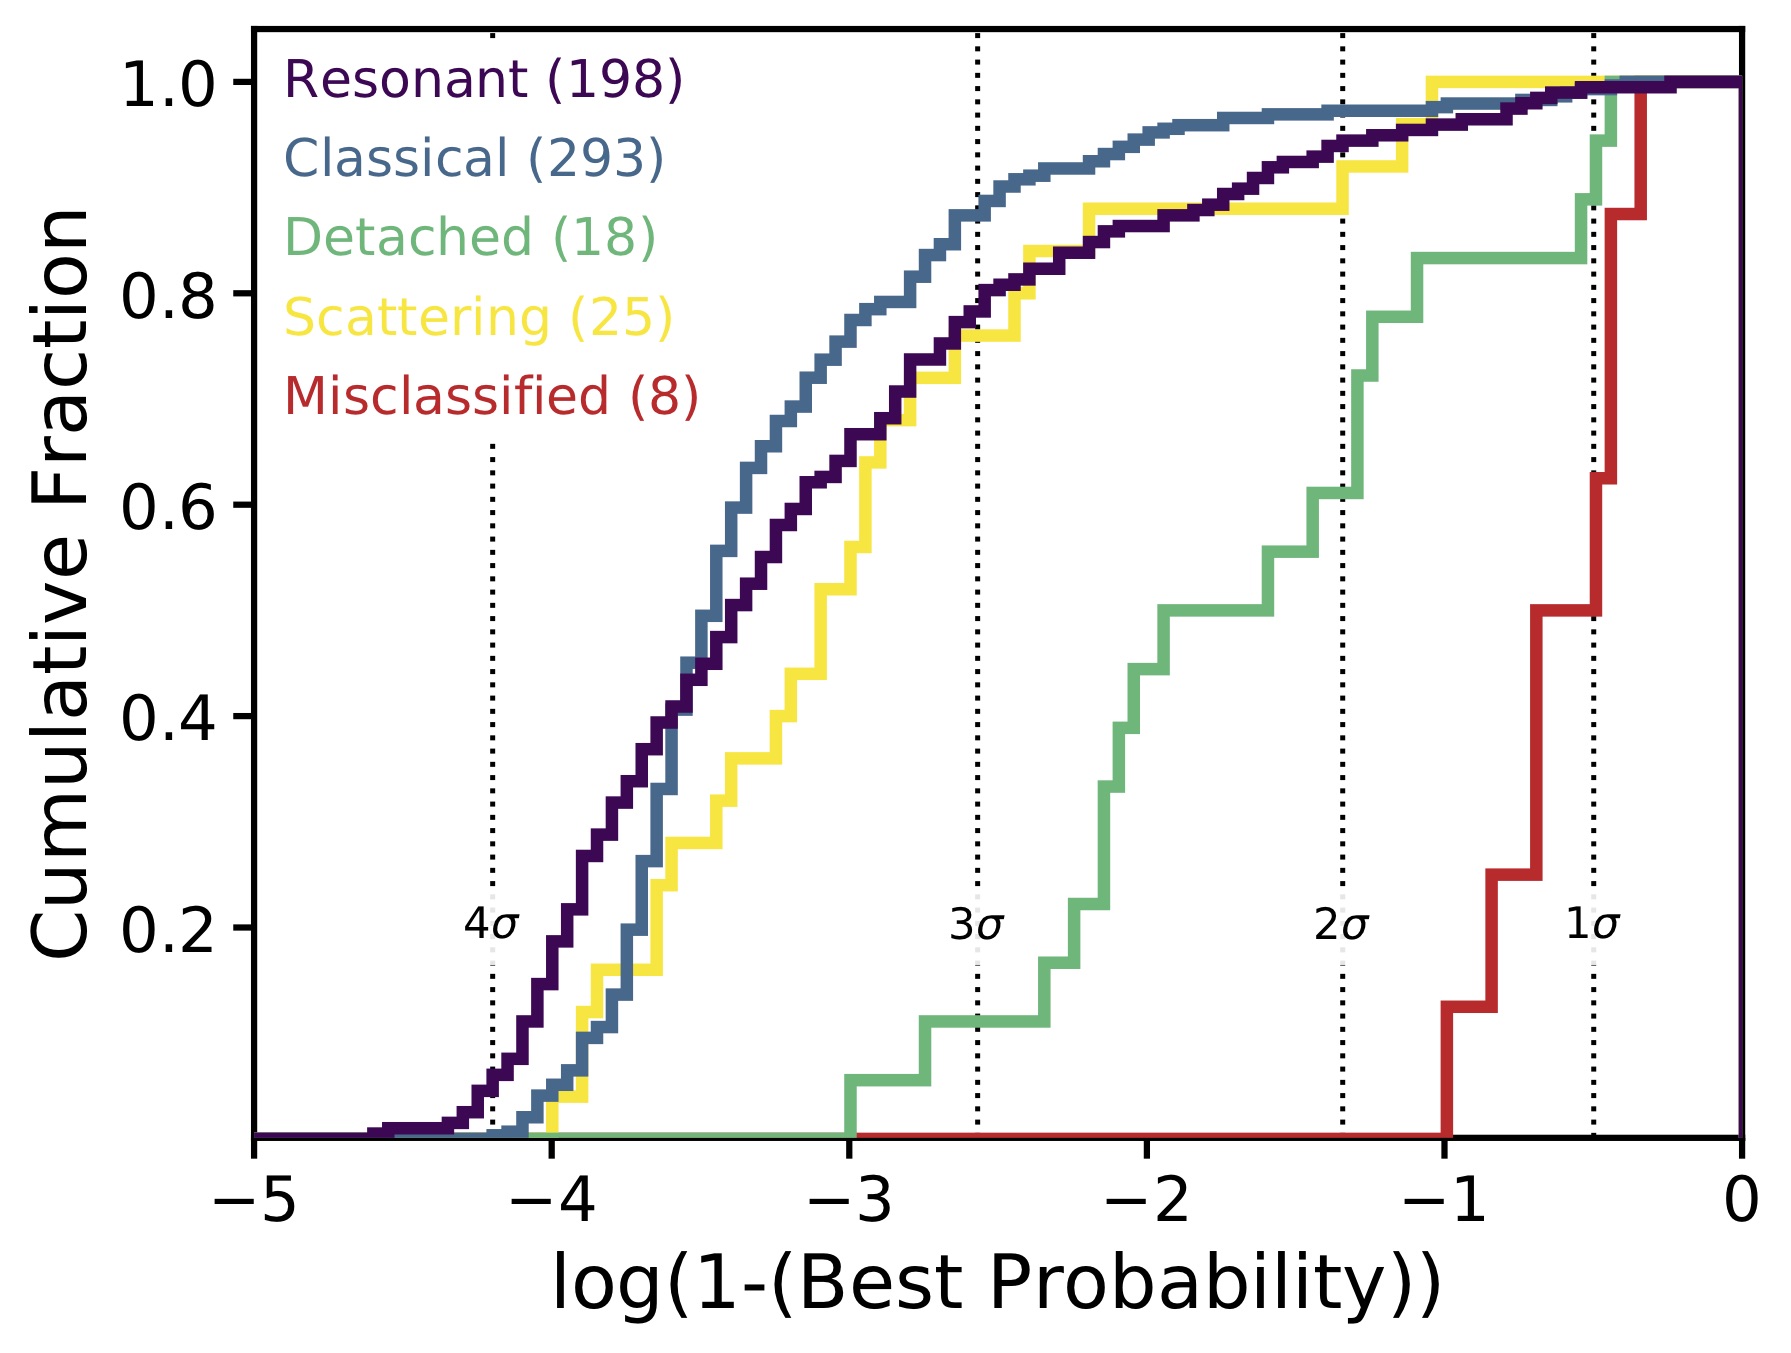 Resonant (198)
Classical (293)
Detached (18)
Scattering (25)
Misclassified (8)
Cumulative Fraction
1.0
0.8
0.6
0.4
0.2
4σ
3σ
2σ
1σ
−5
−4
−3
−2
−1
0
log(1-(Best Probability))